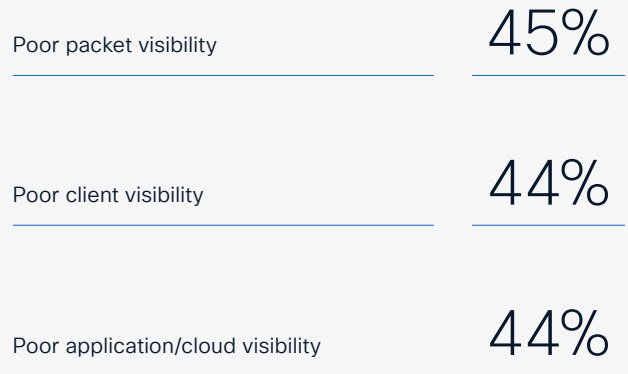 Poor packet visibility 45%
Poor client visibility 44%
Poor application/cloud visibility 44%